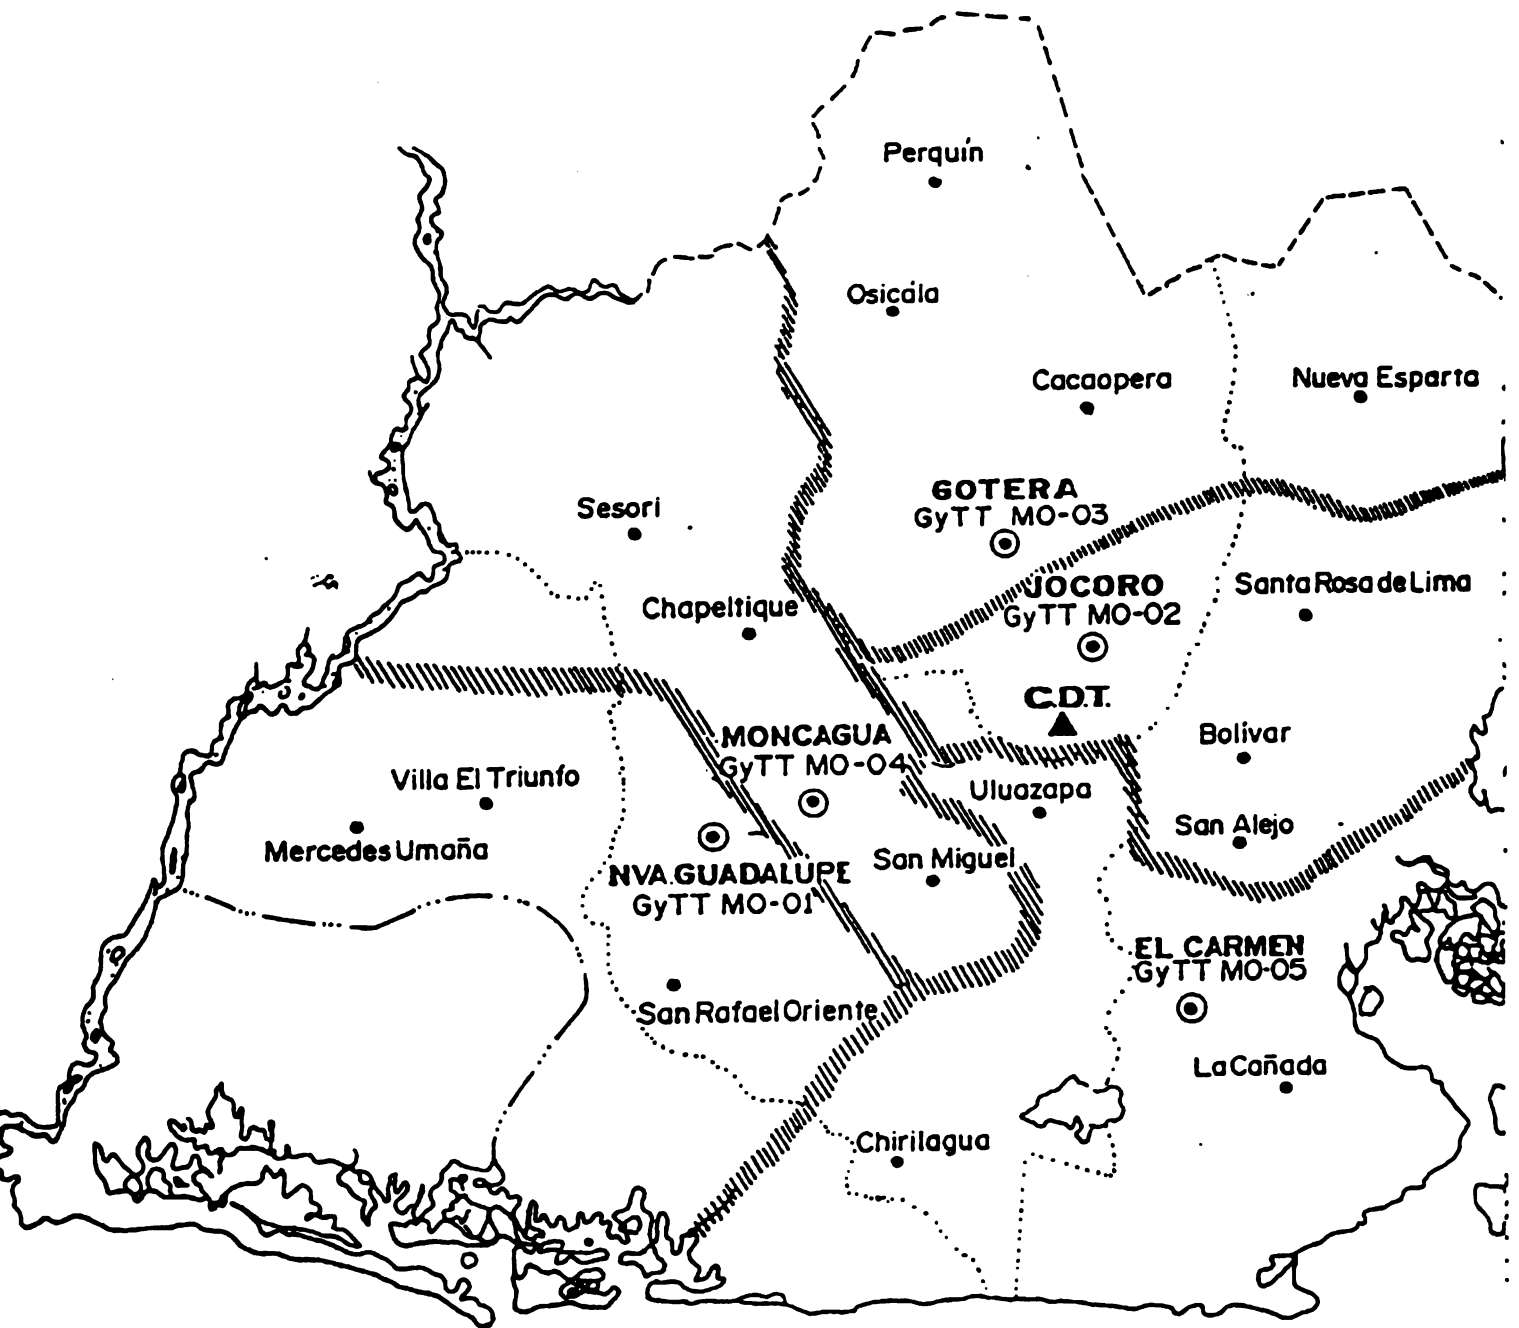 Perquín
Osicála
Cacaopera
Nueva Esparta
GOTERA
GyTT MO-03
Sesori
JOCORO
GyTT MO-02
Santa Rosa de Lima
Chapeltique
C.D.T.
MONCAGUA
GyTT MO-04
Bolívar
Villa El Triunfo
Uluazapa
San Alejo
Mercedes Umaña
San Miguel
NVA.GUADALUPE
GyTT MO-01
EL CARMEN
GyTT MO-05
San Rafael Oriente
La Cañada
Chirilagua